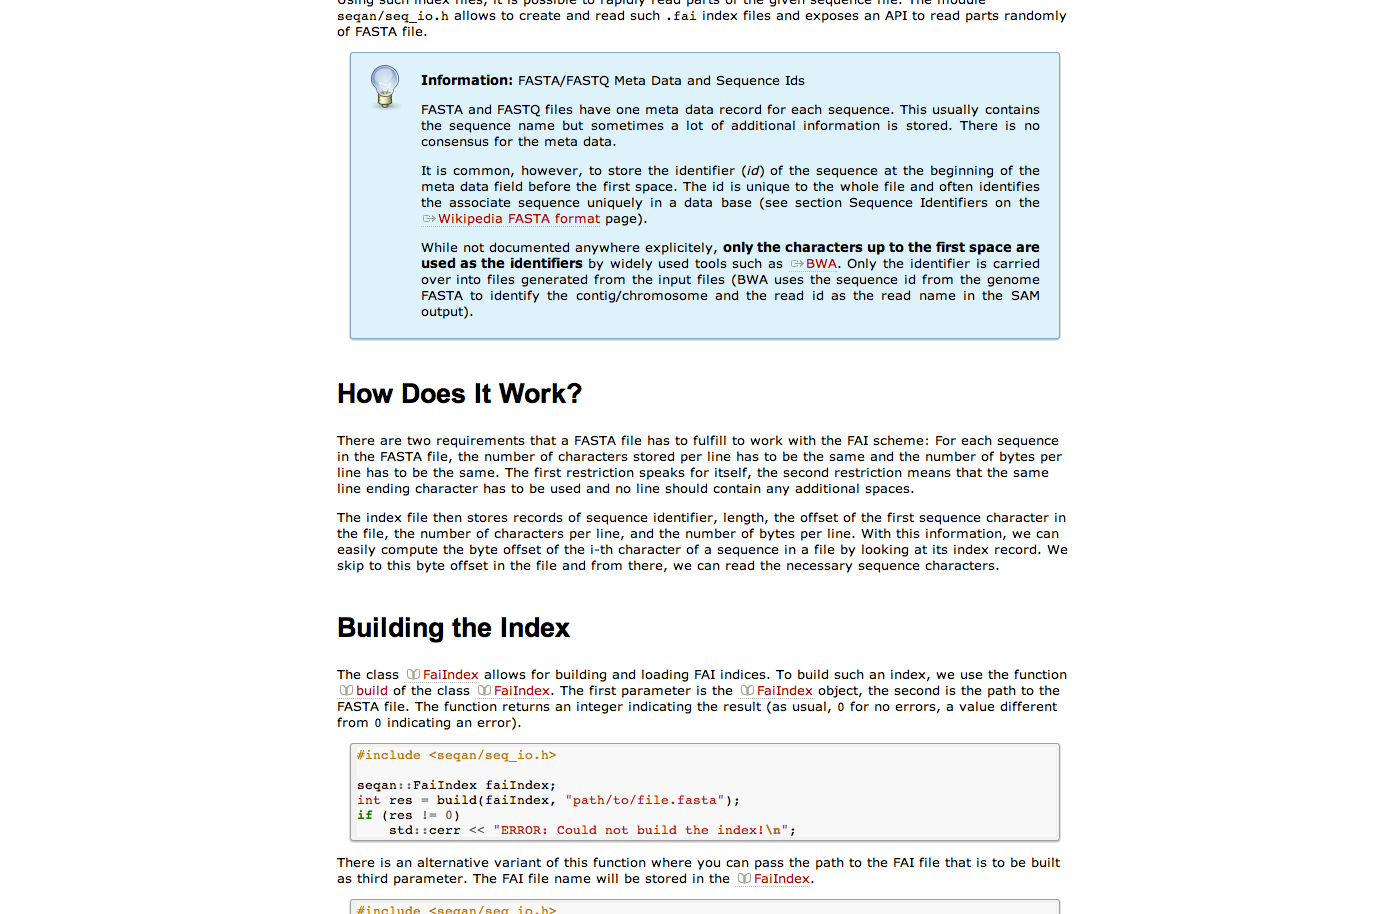 Using such index files, it is possible to rapidly read parts of the given sequence file. The module
seqan/seq_io.h allows to create and read such .fai index files and exposes an API to read parts randomly
of FASTA file.
Information: FASTA/FASTQ Meta Data and Sequence Ids
FASTA and FASTQ files have one meta data record for each sequence. This usually contains
the sequence name but sometimes a lot of additional information is stored. There is no
consensus for the meta data.
It is common, however, to store the identifier (id) of the sequence at the beginning of the
meta data field before the first space. The id is unique to the whole file and often identifies
the associate sequence uniquely in a data base (see section Sequence Identifiers on the
Wikipedia FASTA format page).
While not documented anywhere explicitely, only the characters up to the first space are
used as the identifiers by widely used tools such as BWA. Only the identifier is carried
over into files generated from the input files (BWA uses the sequence id from the genome
FASTA to identify the contig/chromosome and the read id as the read name in the SAM
output).
How Does It Work?
There are two requirements that a FASTA file has to fulfill to work with the FAI scheme: For each sequence
in the FASTA file, the number of characters stored per line has to be the same and the number of bytes per
line has to be the same. The first restriction speaks for itself, the second restriction means that the same
line ending character has to be used and no line should contain any additional spaces.
The index file then stores records of sequence identifier, length, the offset of the first sequence character in
the file, the number of characters per line, and the number of bytes per line. With this information, we can
easily compute the byte offset of the i-th character of a sequence in a file by looking at its index record. We
skip to this byte offset in the file and from there, we can read the necessary sequence characters.
Building the Index
The class FaiIndex allows for building and loading FAI indices. To build such an index, we use the function
build of the class FaiIndex. The first parameter is the FaiIndex object, the second is the path to the
FASTA file. The function returns an integer indicating the result (as usual, 0 for no errors, a value different
from 0 indicating an error).
#include <seqan/seq_io.h>
seqan::FaiIndex faiIndex;
int res = build(faiIndex, "path/to/file.fasta");
if (res != 0)
    std::cerr << "ERROR: Could not build the index!\n";
There is an alternative variant of this function where you can pass the path to the FAI file that is to be built
as third parameter. The FAI file name will be stored in the FaiIndex.
#include <seqan/seq_io.h>